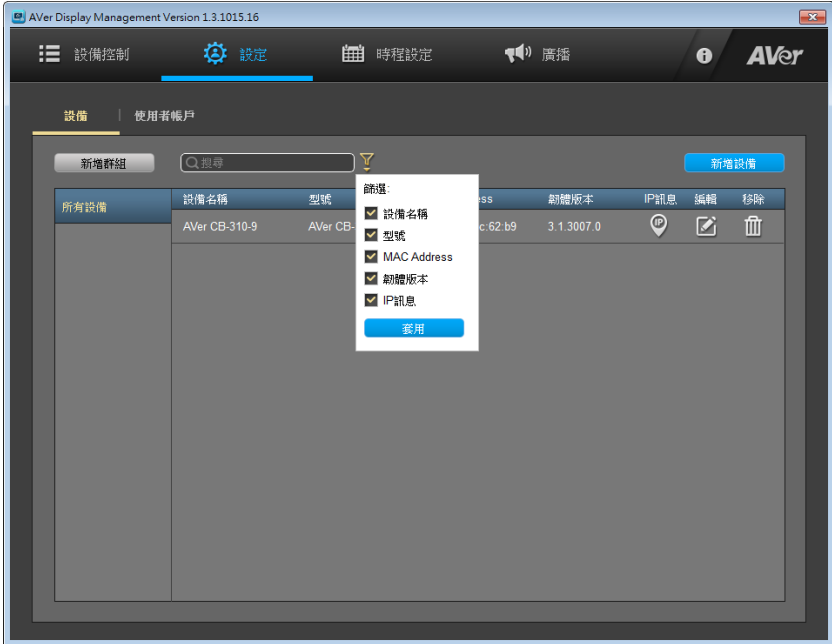 AVer Display Management Version 1.3.1015.16
設備控制 設定 時程設定 廣播 AVer
設備 使用者帳戶
新增群組 搜尋 新增設備
所有設備
設備名稱 型號 ess 韌體版本 IP訊息 編輯 移除
AVer CB-310-9 AVer CB- c:62:b9 3.1.3007.0 IP
篩選:
設備名稱
型號
MAC Address
韌體版本
IP訊息
套用